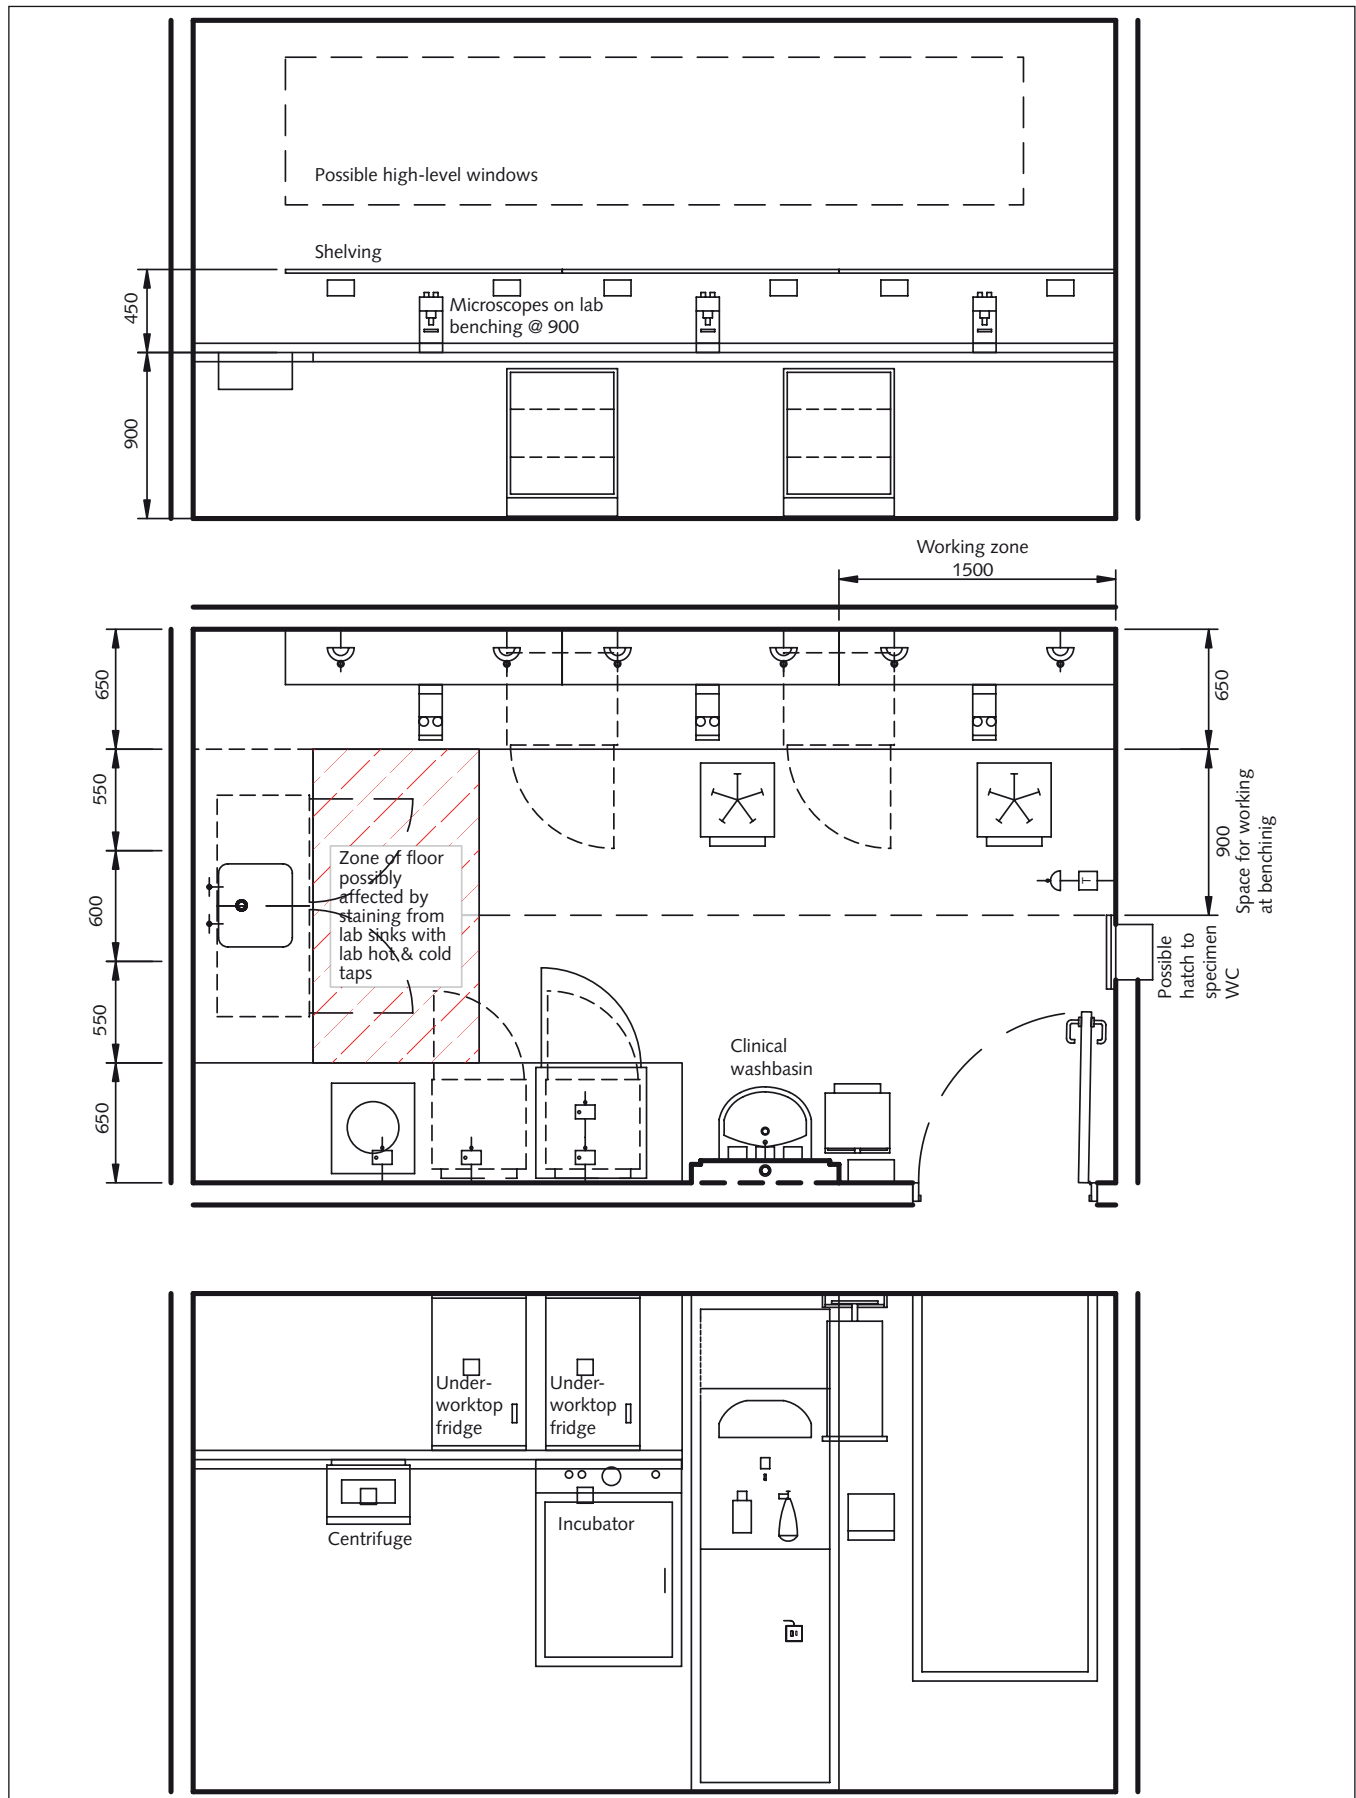 Possible high-level windows
Shelving
Microscopes on lab
benching @ 900
450
900
Working zone
1500
650
550
600
550
650
650
900
Space for working
at benchinig
Possible
hatch to
specimen
WC
Zone of floor
possibly
affected by
staining from
lab sinks with
lab hot & cold
taps
T
Clinical
washbasin
Under-
worktop
fridge
Under-
worktop
fridge
Centrifuge
Incubator